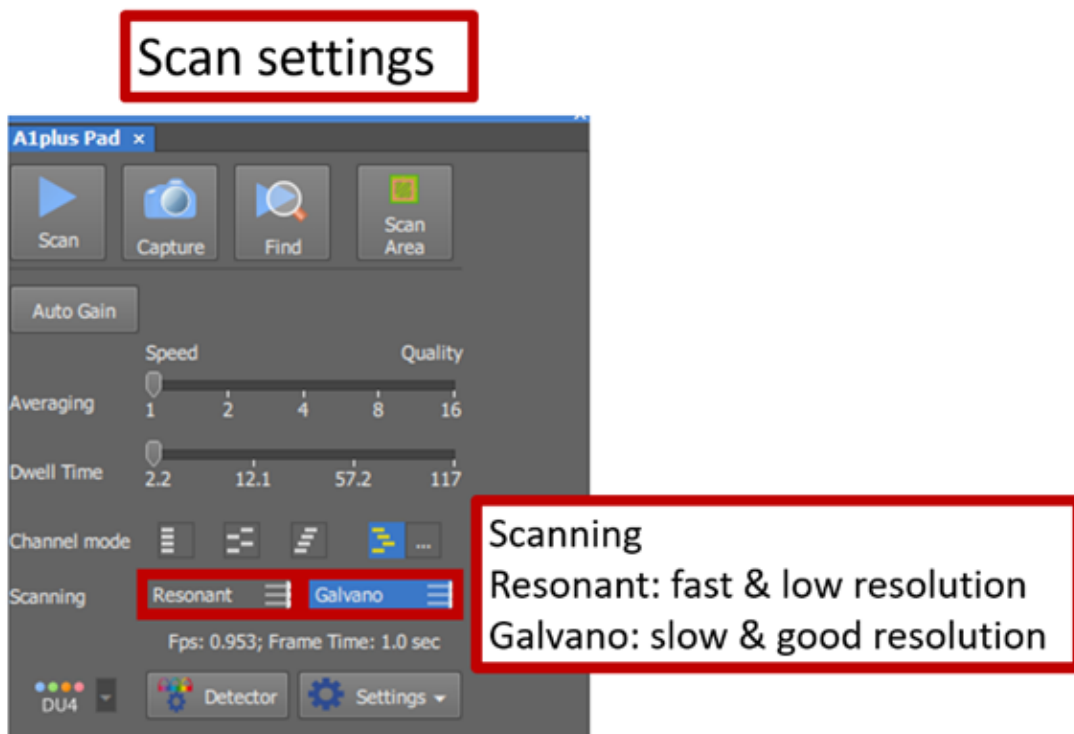 Scan settings
A1plus Pad ×
Scan
Capture
Find
Scan
Area
Auto Gain
Speed Quality
Averaging
1 2 4 8 16
Dwell Time
2.2 12.1 57.2 117
Channel mode ...
Scanning Resonant Galvano
Fps: 0.953; Frame Time: 1.0 sec
DU4 Detector Settings
Scanning
Resonant: fast & low resolution
Galvano: slow & good resolution